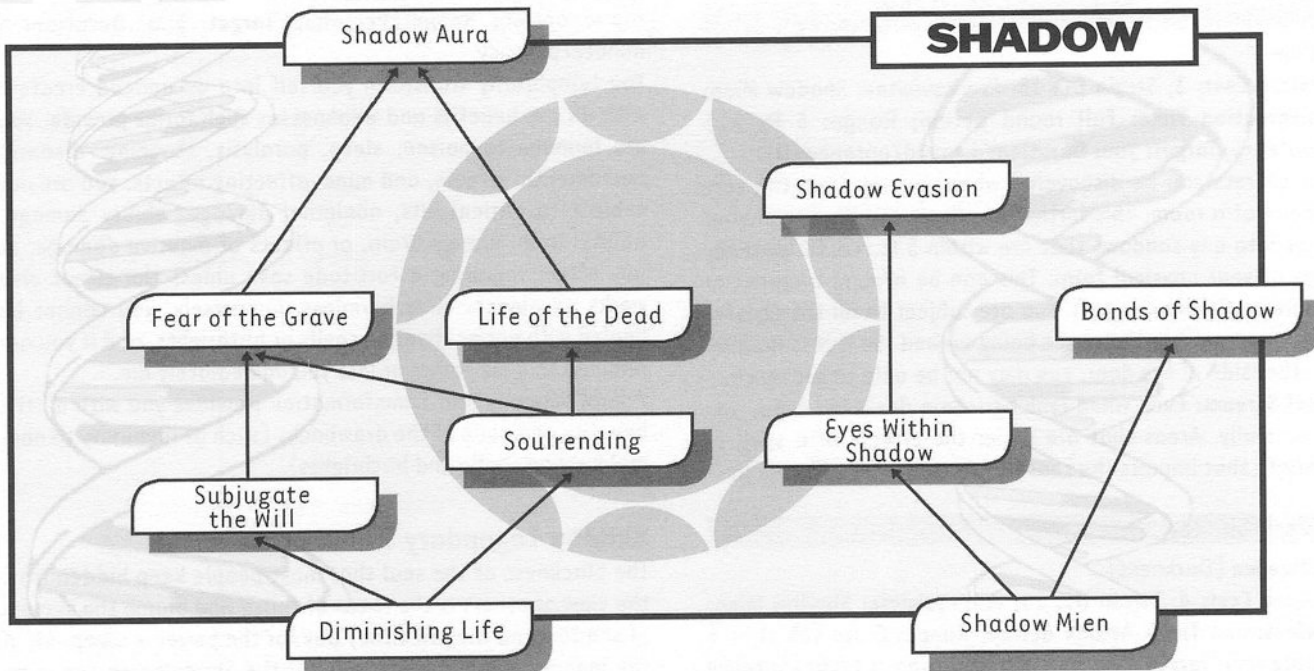 Shadow Aura
SHADOW
Shadow Evasion
Fear of the Grave
Life of the Dead
Bonds of Shadow
Soulrending
Eyes Within
Shadow
Subjugate
the Will
Diminishing Life
Shadow Mien